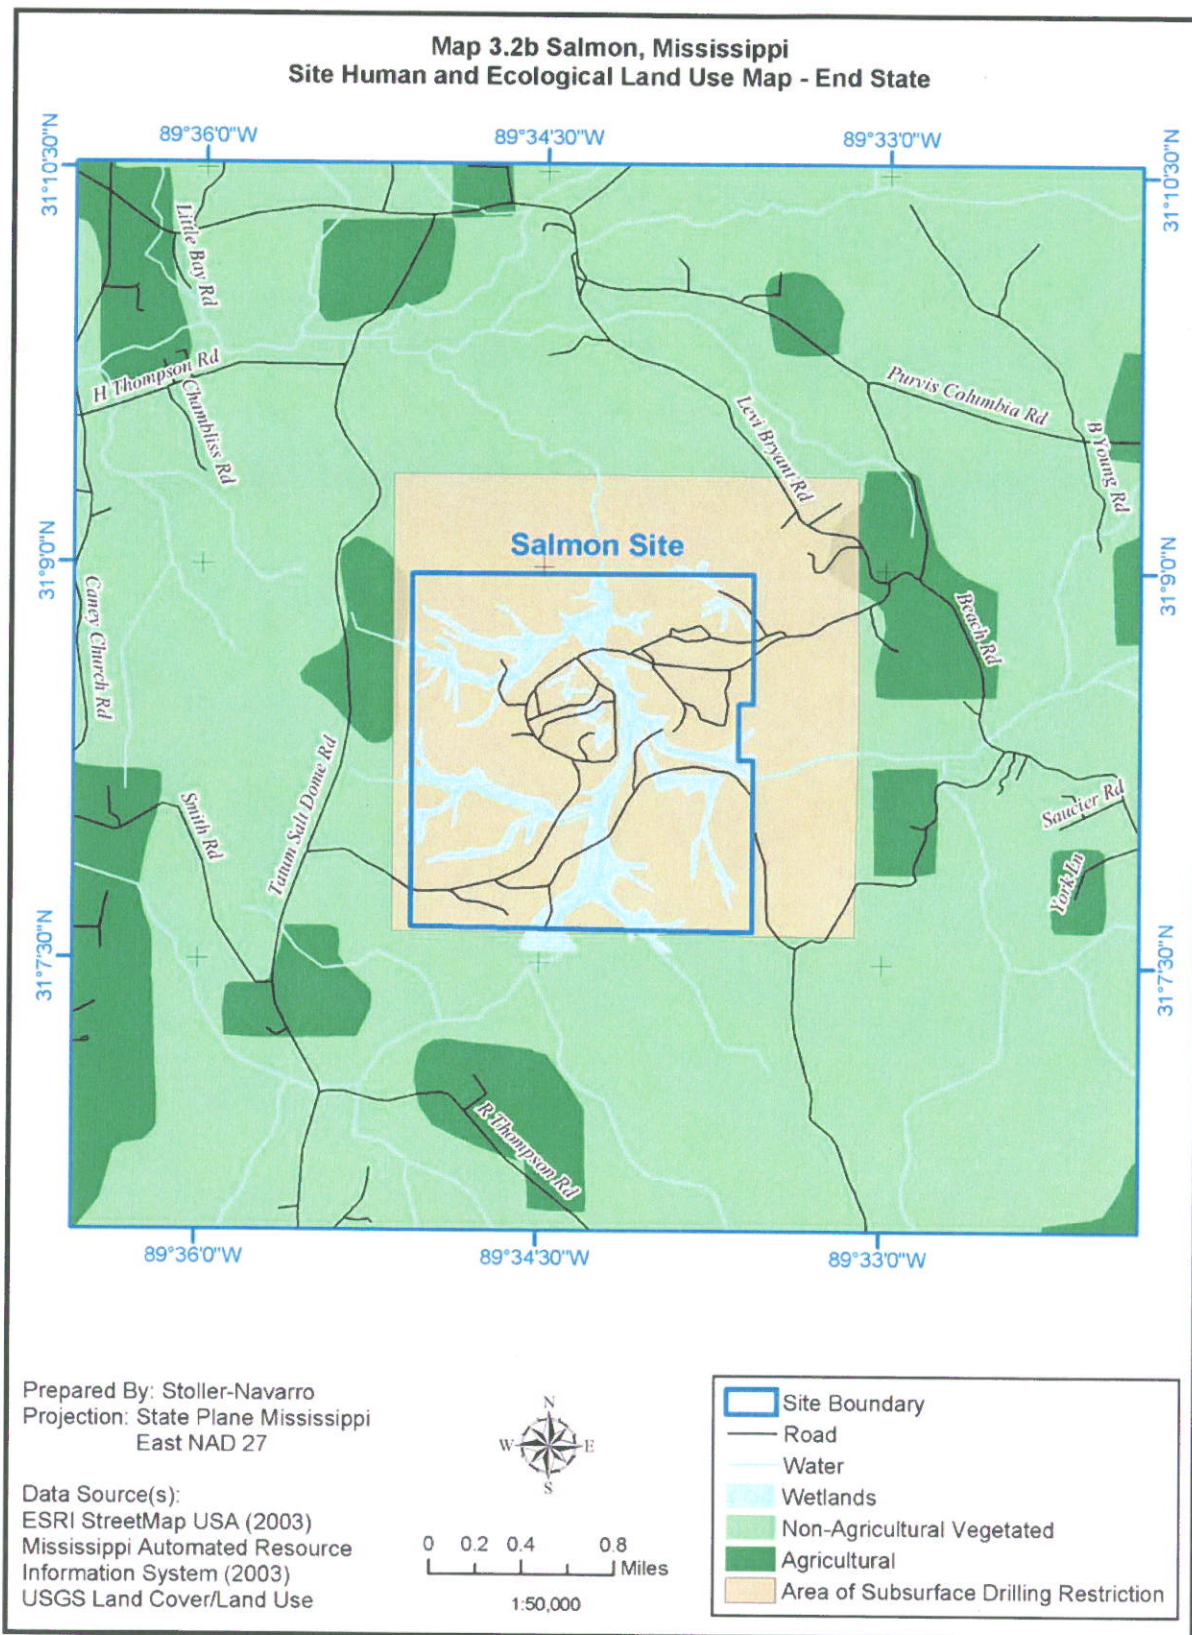 Map 3.2b Salmon, Mississippi
Site Human and Ecological Land Use Map - End State
89°36'0"W
89°34'30"W
89°33'0"W
31°10'30"N
31°10'30"N
Little Bay Rd
H Thompson Rd
Chambliss Rd
Purvis Columbia Rd
Levi Bryant Rd
B Young Rd
Salmon Site
31°9'0"N
31°9'0"N
Caney Church Rd
Beach Rd
Tatum Salt Dome Rd
Smith Rd
Saucier Rd
York Ln
31°7'30"N
31°7'30"N
R Thompson Rd
89°36'0"W
89°34'30"W
89°33'0"W
Prepared By: Stoller-Navarro
Projection: State Plane Mississippi
East NAD 27
Data Source(s):
ESRI StreetMap USA (2003)
Mississippi Automated Resource
Information System (2003)
USGS Land Cover/Land Use
N
W
E
S
0 0.2 0.4 0.8
Miles
1:50,000
Site Boundary
Road
Water
Wetlands
Non-Agricultural Vegetated
Agricultural
Area of Subsurface Drilling Restriction